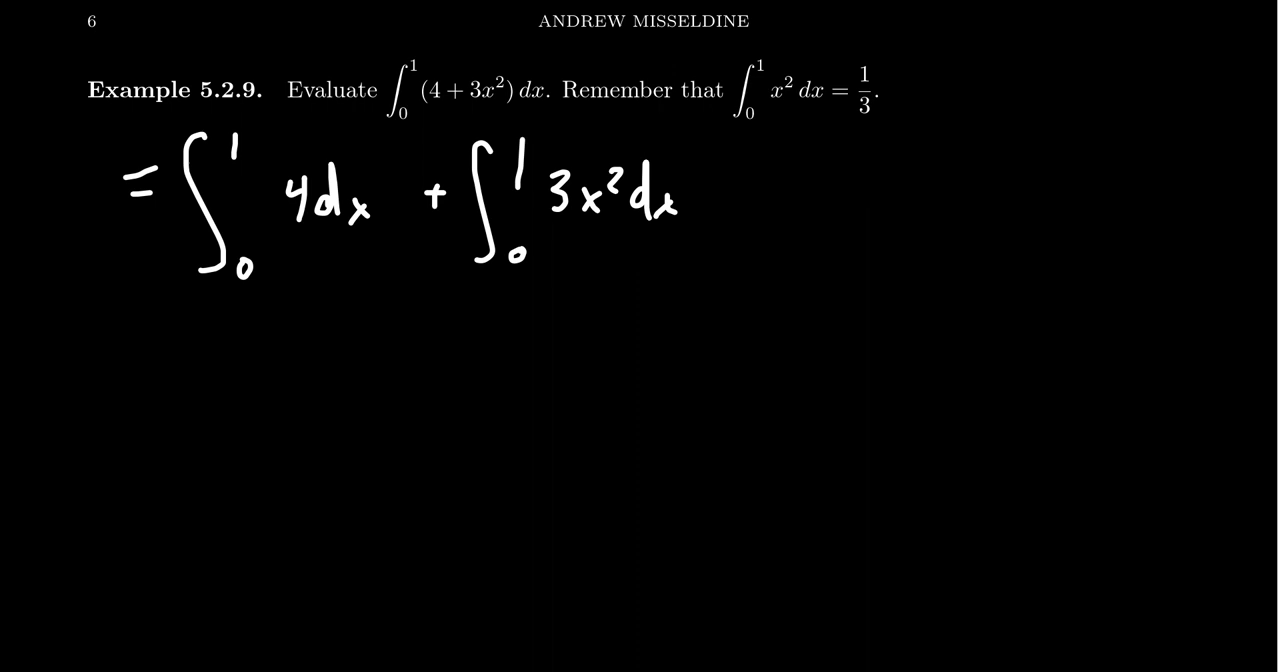 6 ANDREW MISSELDINE
Example 5.2.9. Evaluate ∫₀¹ (4 + 3x²) dx. Remember that ∫₀¹ x² dx = 1/3.
= ∫₀¹ 4dx + ∫₀¹ 3x²dx